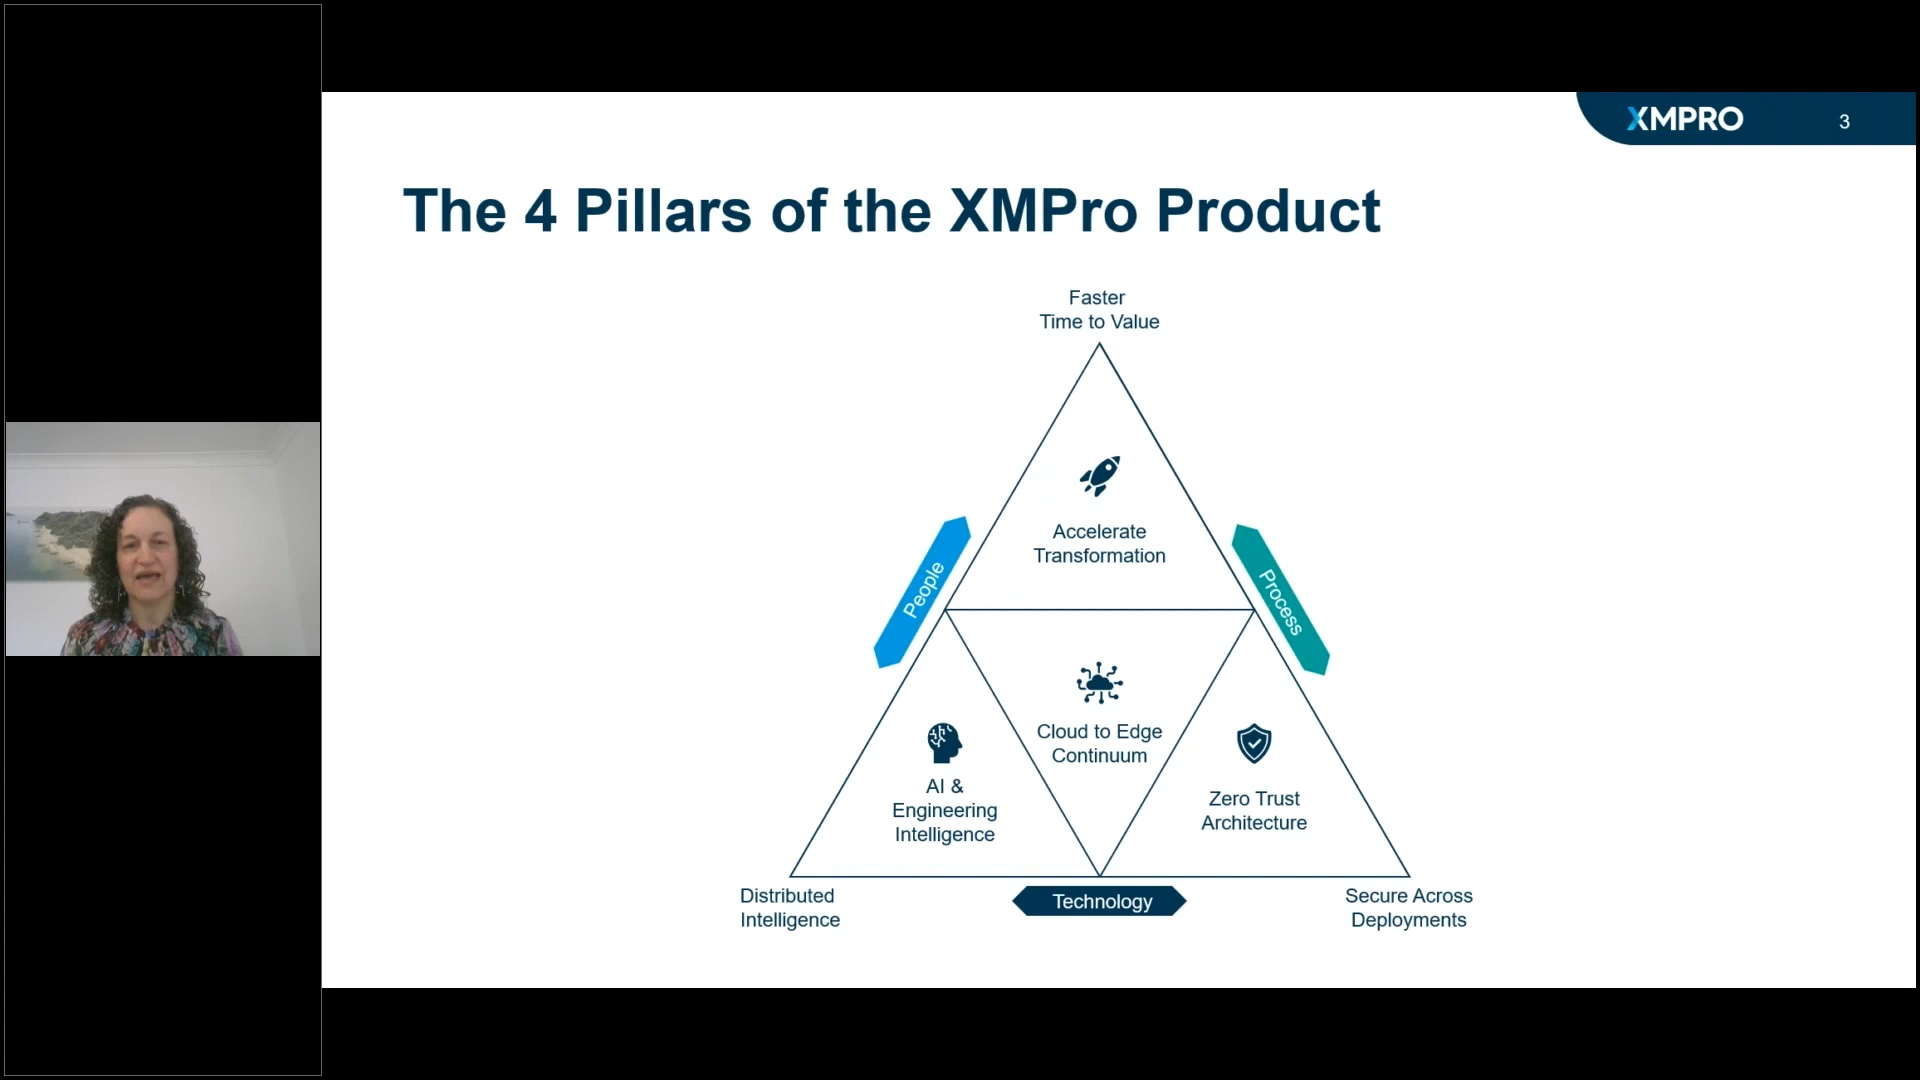 XMPRO
3
The 4 Pillars of the XMPro Product
Faster
Time to Value
Accelerate
Transformation
People
Process
Cloud to Edge
Continuum
AI &
Engineering
Intelligence
Zero Trust
Architecture
Distributed
Intelligence
Technology
Secure Across
Deployments